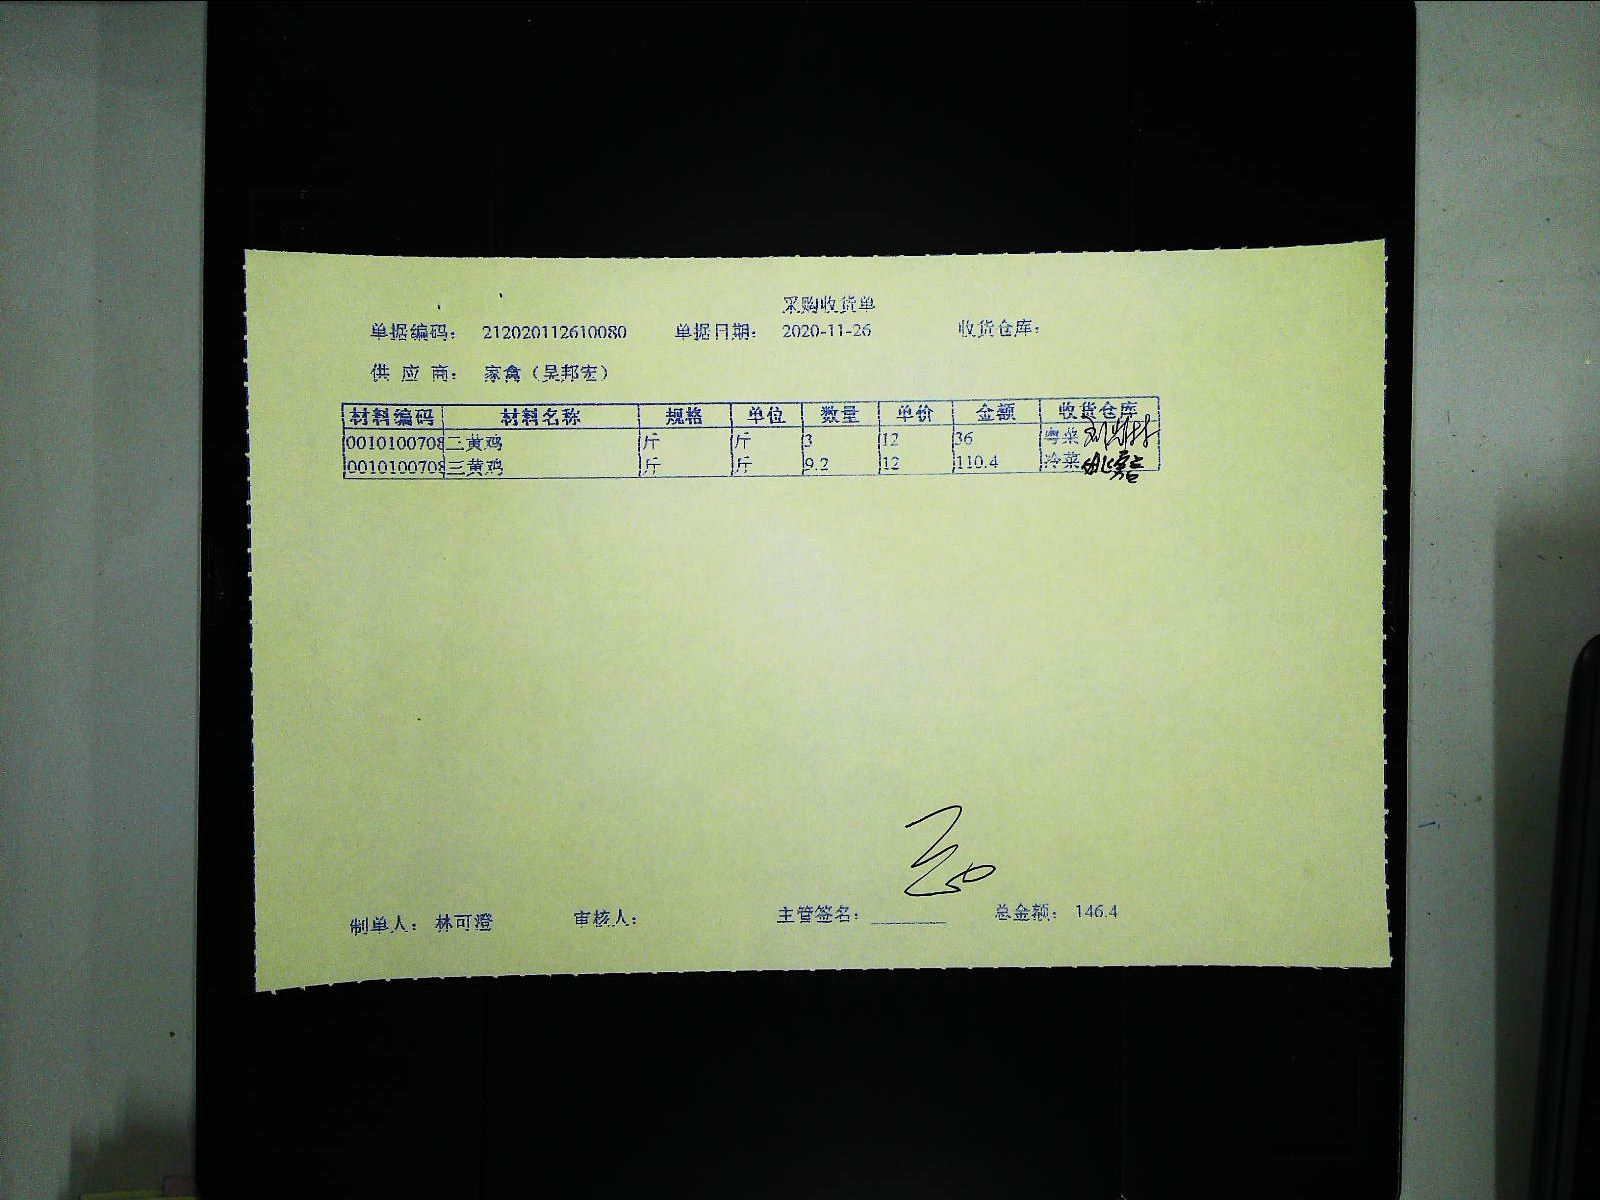 采购收货单
单据编码: 212020112610080 单据日期: 2020-11-26 收货仓库:
供 应 商: 家禽（吴邦宏）
材料编码 材料名称 规格 单位 数量 单价 金额 收货仓库
0010100708 三黄鸡 斤 斤 3 12 36 粤菜
0010100708 三黄鸡 斤 斤 9.2 12 110.4 冷菜
制单人: 林可澄 审核人: 主管签名: 总金额: 146.4